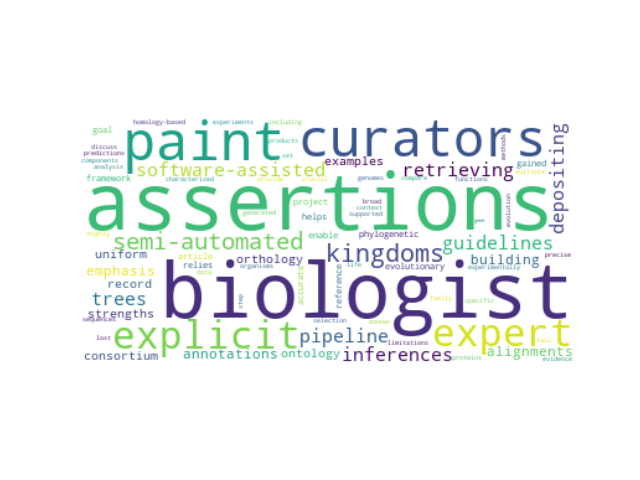 homology-based experiments including
goal paint curators depositing
discuss products methods
predictions set examples gained
components software-assisted retrieving multiple
analysis
framework characterized provide genomes compare functions
assertions
project broad evolution
generated context
helps supported gene
highly enable phylogenetic
semi-automated kingdoms guidelines
uniform article orthology building precise
emphasis relies evolutionary experimentally
data organisms
record accurate reference life
biologist
trees step family specific
strengths
sequences selection manner
explicit pipeline expert
lost limitations tool
consortium annotations ontology inferences alignments
proteins evidence